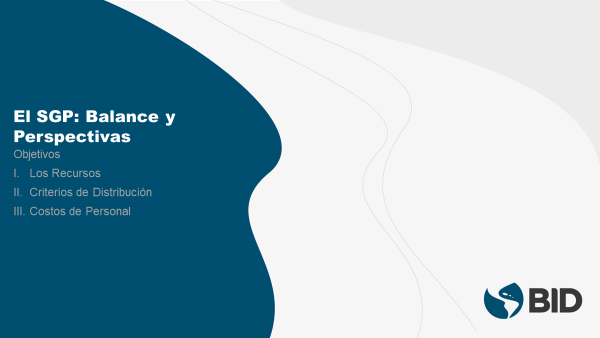 El SGP: Balance y
Perspectivas
Objetivos
I. Los Recursos
II. Criterios de Distribución
III. Costos de Personal
BID